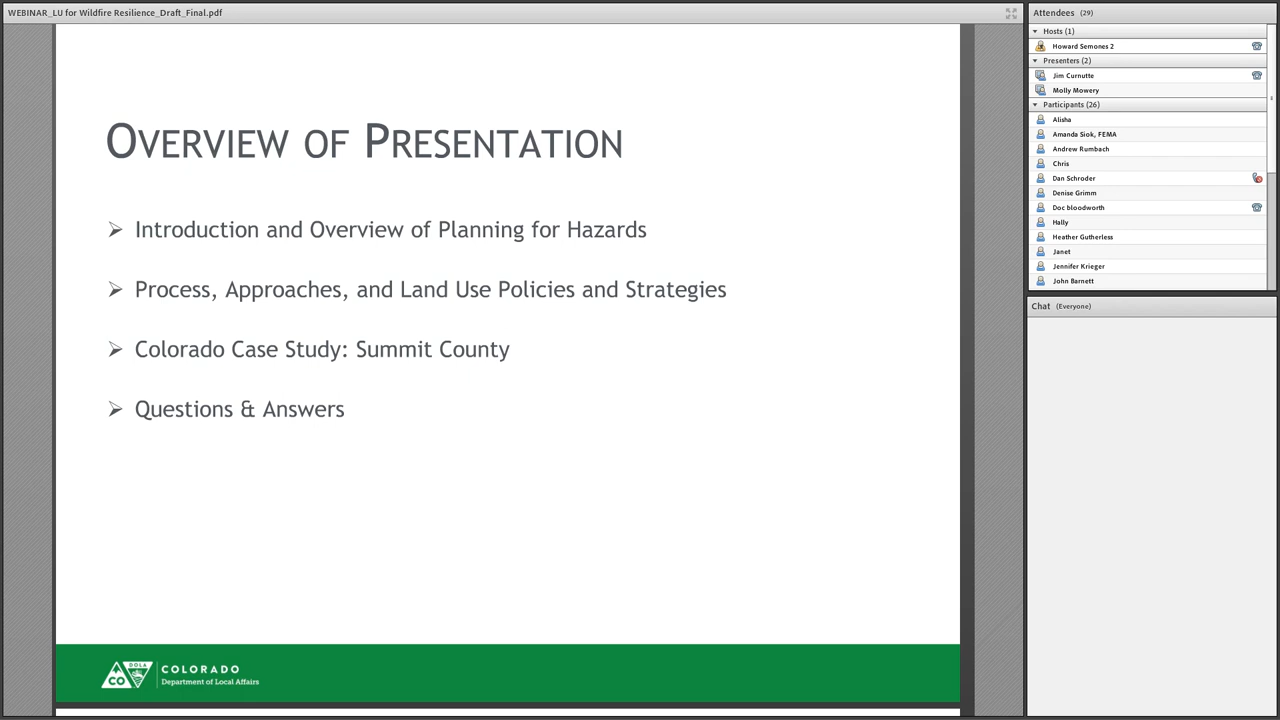 WEBINAR_LU for Wildfire Resilience_Draft_Final.pdf
OVERVIEW OF PRESENTATION
➢ Introduction and Overview of Planning for Hazards
➢ Process, Approaches, and Land Use Policies and Strategies
➢ Colorado Case Study: Summit County
➢ Questions & Answers
DOLA
CO
COLORADO
Department of Local Affairs
Attendees (29)
Hosts (1)
Howard Semones 2
Presenters (2)
Jim Curnutte
Molly Mowery
Participants (26)
Alisha
Amanda Siok, FEMA
Andrew Rumbach
Chris
Dan Schroder
Denise Grimm
Doc bloodworth
Hally
Heather Gutherless
Janet
Jennifer Krieger
John Barnett
Chat (Everyone)